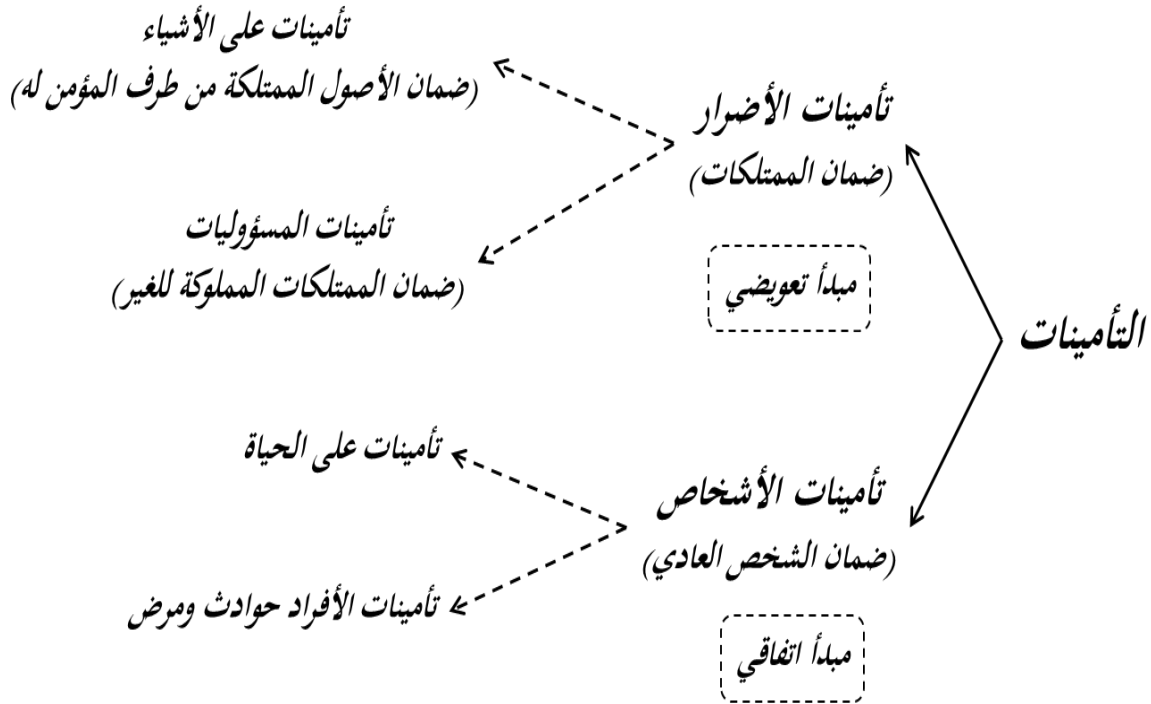 التأمينات
تأمينات الأضرار
(ضمان الممتلكات)
مبدأ تعويضي
تأمينات على الأشياء
(ضمان الأصول الممتلكة من طرف المؤمن له)
تأمينات المسؤوليات
(ضمان الممتلكات المملوكة للغير)
تأمينات الأشخاص
(ضمان الشخص العادي)
مبدأ اتفاقي
تأمينات على الحياة
تأمينات الأفراد حوادث ومرض